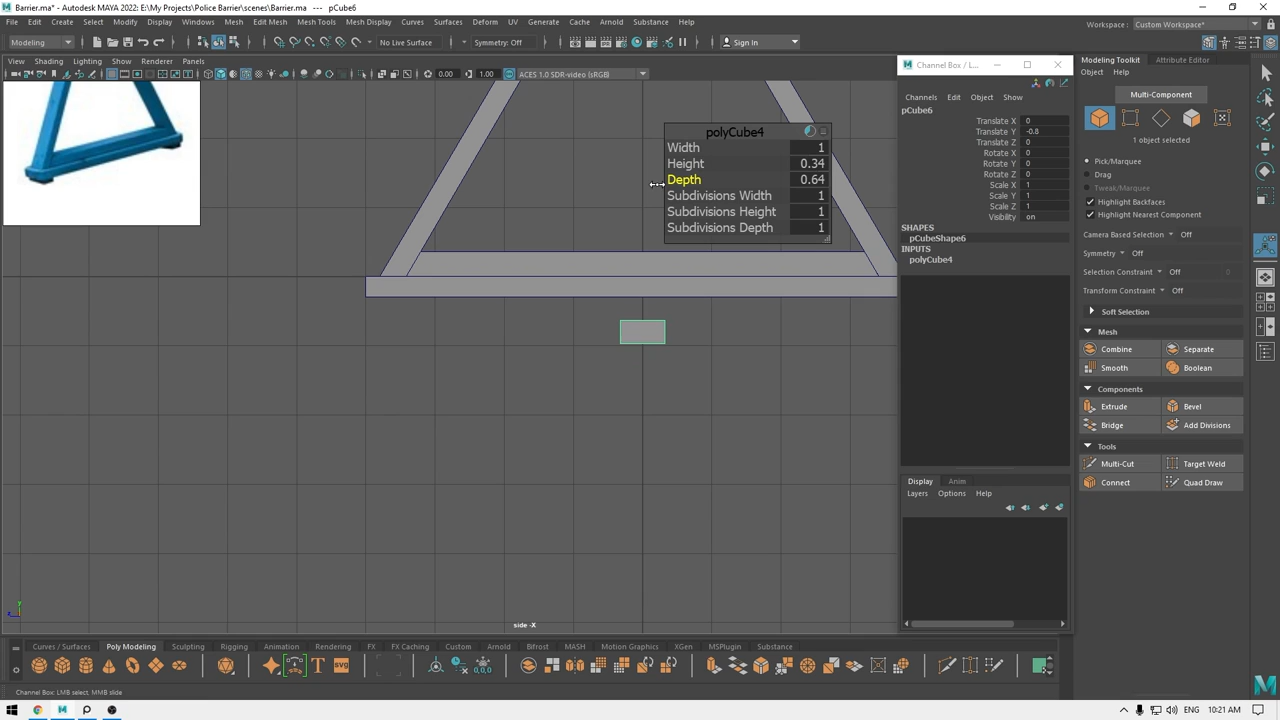 Barrier.ma* - Autodesk MAYA 2022: E:\My Projects\Police Barrier\scenes\Barrier.ma --- pCube6
File Edit Create Select Modify Display Windows Mesh Edit Mesh Mesh Tools Mesh Display Curves Surfaces Deform UV Generate Cache Arnold Substance Help
Workspace : Custom Workspace*
Modeling No Live Surface Symmetry: Off Sign In
View Shading Lighting Show Renderer Panels
0.00 1.00 ACES 1.0 SDR-video (sRGB)
polyCube4
Width 1
Height 0.34
Depth 0.64
Subdivisions Width 1
Subdivisions Height 1
Subdivisions Depth 1
side -X
Channel Box / L...
Channels Edit Object Show
pCube6
Translate X 0
Translate Y -0.8
Translate Z 0
Rotate X 0
Rotate Y 0
Rotate Z 0
Scale X 1
Scale Y 1
Scale Z 1
Visibility on
SHAPES
pCubeShape6
INPUTS
polyCube4
Display Anim
Layers Options Help
Modeling Toolkit Attribute Editor
Object Help
Multi-Component
1 object selected
Pick/Marquee
Drag
Tweak/Marquee
Highlight Backfaces
Highlight Nearest Component
Camera Based Selection Off
Symmetry Off
Selection Constraint Off
Transform Constraint Off
Soft Selection
Mesh
Combine Separate
Smooth Boolean
Components
Extrude Bevel
Bridge Add Divisions
Tools
Multi-Cut Target Weld
Connect Quad Draw
Curves / Surfaces Poly Modeling Sculpting Rigging Animation Rendering FX FX Caching Custom Arnold Bifrost MASH Motion Graphics XGen MSPlugin Substance
T SVG 0,0,0
Channel Box: LMB select, MMB slide
ENG 10:21 AM